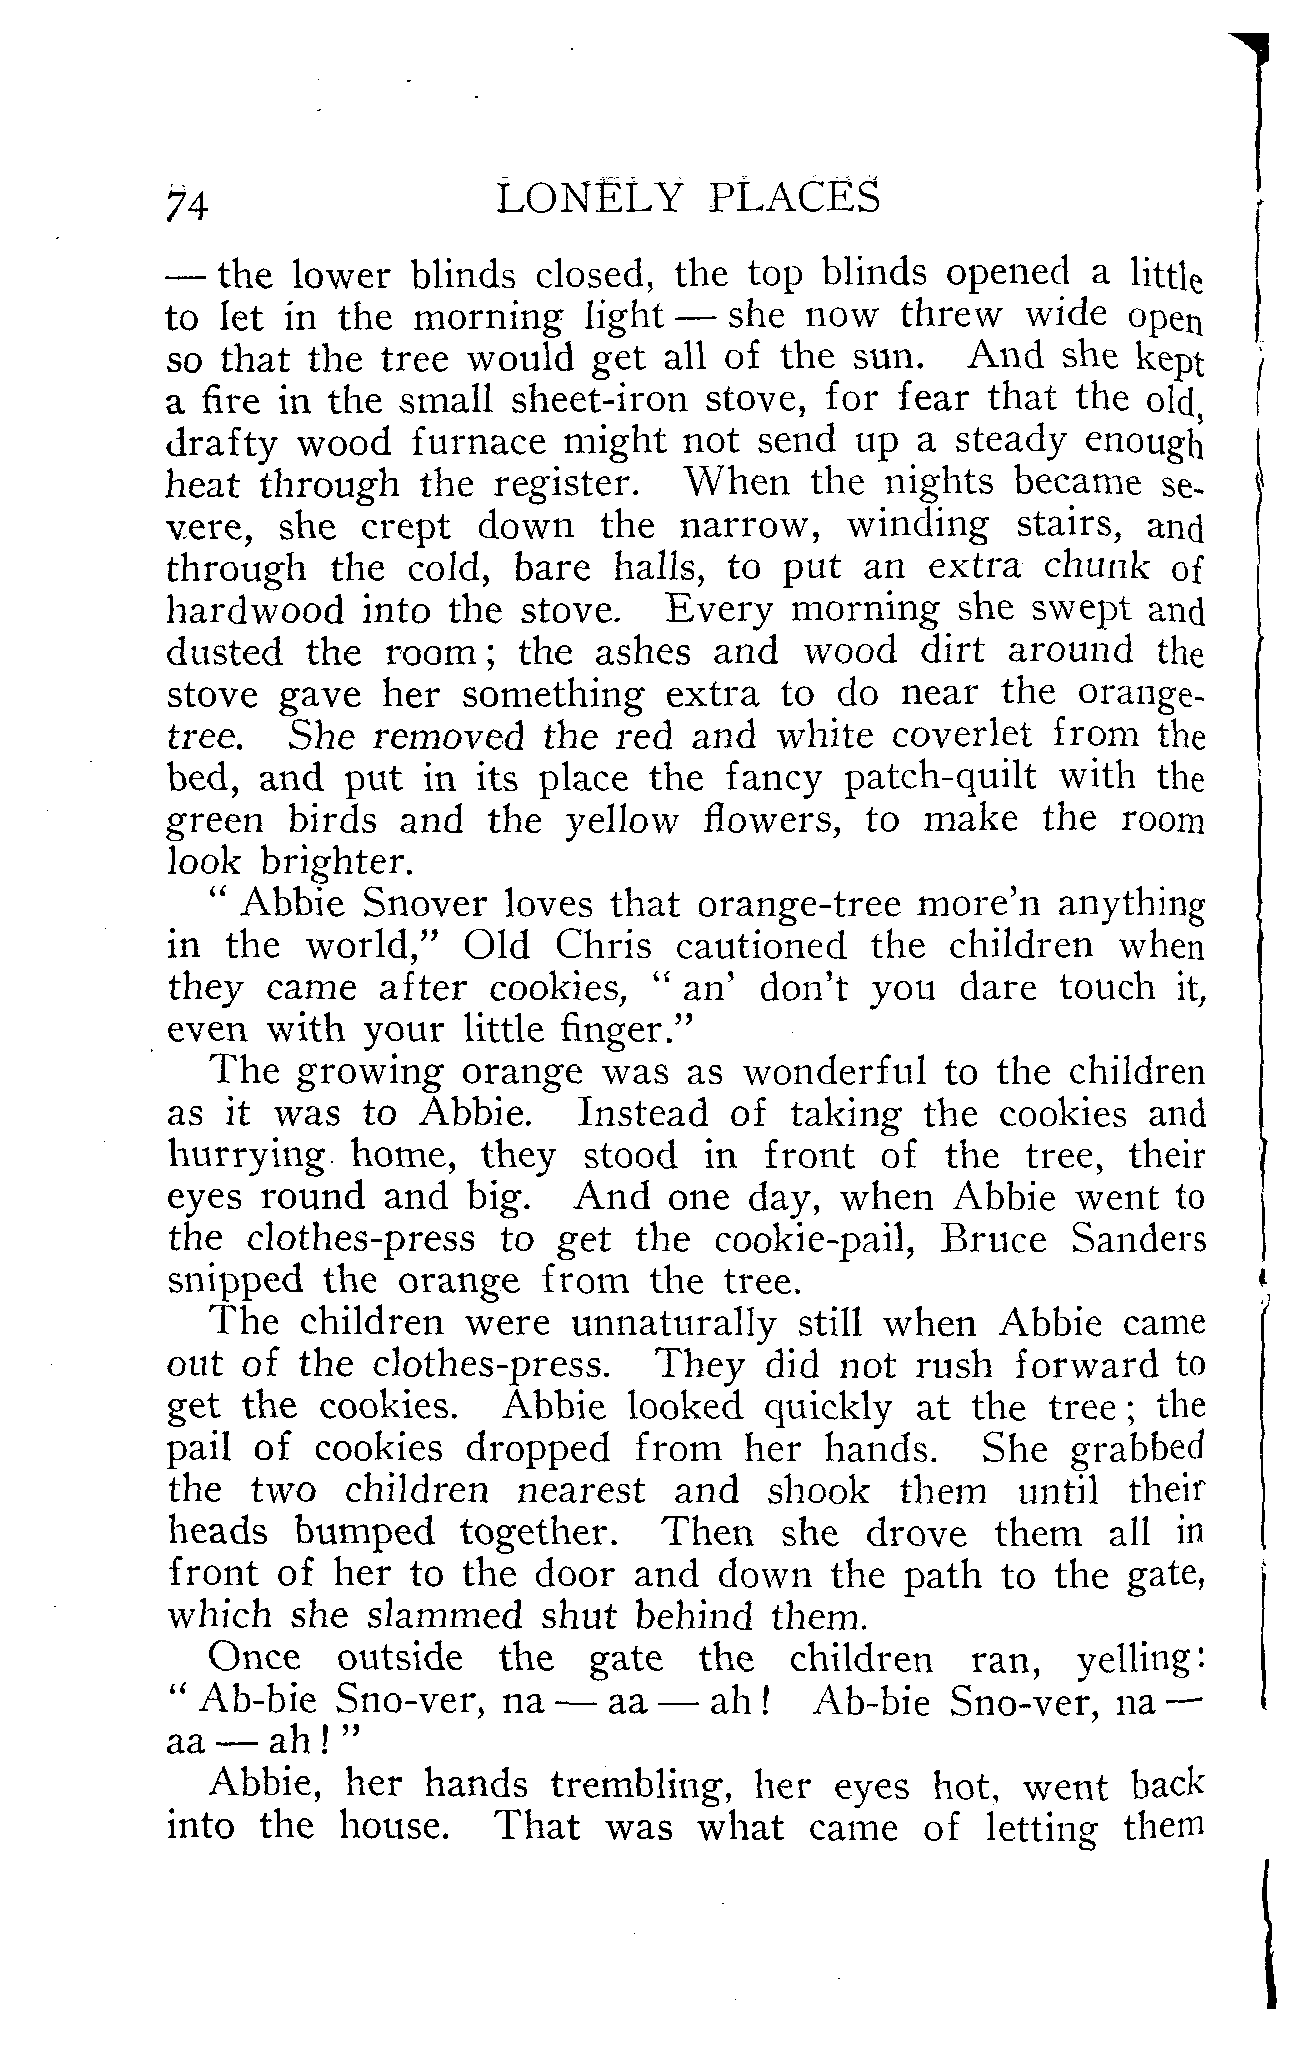 74 LONELY PLACES
— the lower blinds closed, the top blinds opened a little
to let in the morning light — she now threw wide open
so that the tree would get all of the sun. And she kept
a fire in the small sheet-iron stove, for fear that the old,
drafty wood furnace might not send up a steady enough
heat through the register. When the nights became se-
vere, she crept down the narrow, winding stairs, and
through the cold, bare halls, to put an extra chunk of
hardwood into the stove. Every morning she swept and
dusted the room; the ashes and wood dirt around the
stove gave her something extra to do near the orange-
tree. She removed the red and white coverlet from the
bed, and put in its place the fancy patch-quilt with the
green birds and the yellow flowers, to make the room
look brighter.
" Abbie Snover loves that orange-tree more'n anything
in the world," Old Chris cautioned the children when
they came after cookies, " an' don't you dare touch it,
even with your little finger."
The growing orange was as wonderful to the children
as it was to Abbie. Instead of taking the cookies and
hurrying home, they stood in front of the tree, their
eyes round and big. And one day, when Abbie went to
the clothes-press to get the cookie-pail, Bruce Sanders
snipped the orange from the tree.
The children were unnaturally still when Abbie came
out of the clothes-press. They did not rush forward to
get the cookies. Abbie looked quickly at the tree; the
pail of cookies dropped from her hands. She grabbed
the two children nearest and shook them until their
heads bumped together. Then she drove them all in
front of her to the door and down the path to the gate,
which she slammed shut behind them.
Once outside the gate the children ran, yelling:
" Ab-bie Sno-ver, na — aa — ah! Ab-bie Sno-ver, na —
aa — ah! "
Abbie, her hands trembling, her eyes hot, went back
into the house. That was what came of letting them